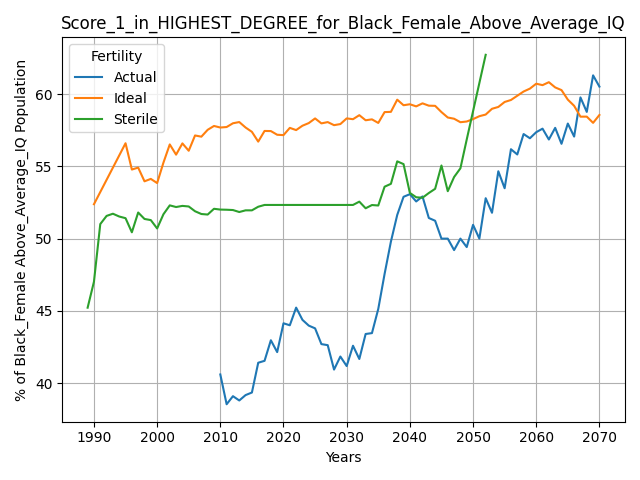 Score_1_in_HIGHEST_DEGREE_for_Black_Female_Above_Average_IQ
% of Black_Female Above_Average_IQ Population
Fertility
Actual
Ideal
Sterile
60
55
50
45
40
1990
2000
2010
2020
2030
2040
2050
2060
2070
Years